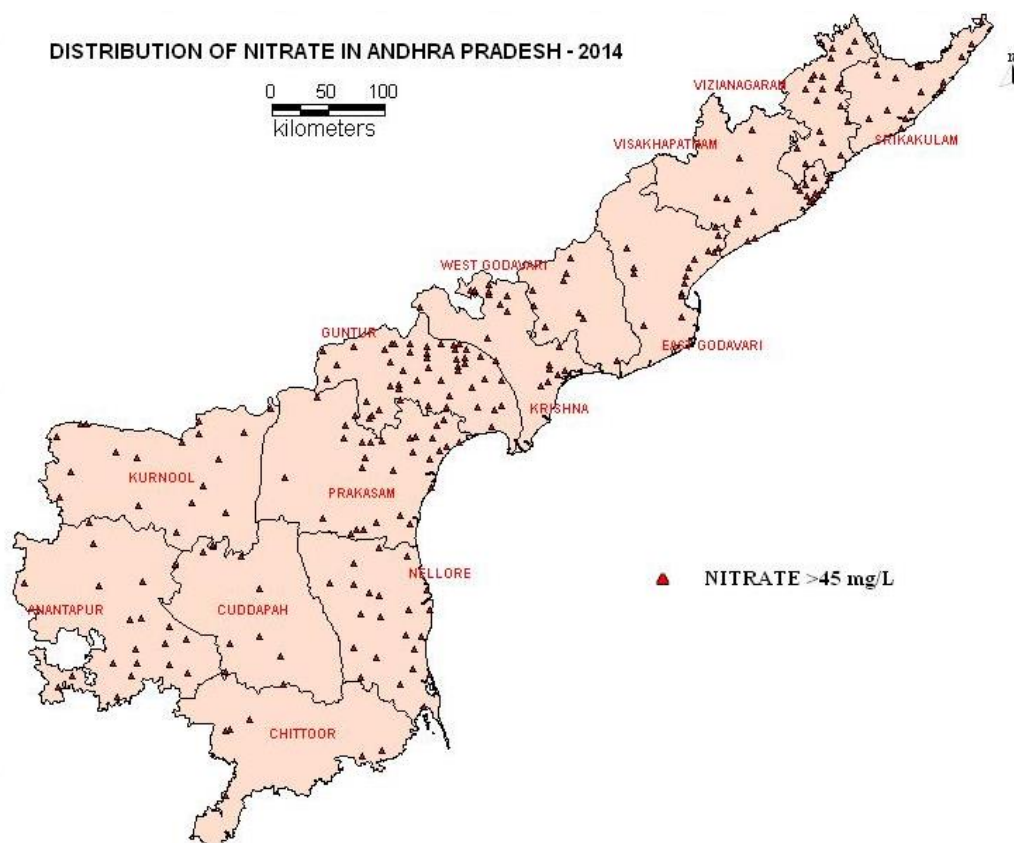 DISTRIBUTION OF NITRATE IN ANDHRA PRADESH - 2014
0 50 100
kilometers
VIZIANAGARAM
VISAKHAPATNAM
SRIKAKULAM
WEST GODAVARI
GUNTUR
EAST GODAVARI
KRISHNA
KURNOOL
PRAKASAM
NELLORE
NITRATE >45 mg/L
ANANTAPUR
CUDDAPAH
CHITTOOR